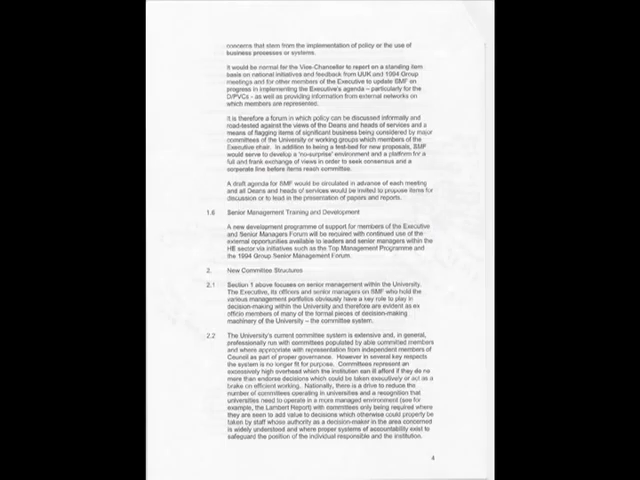 concerns that stem from the implementation of policy or the use of
business processes or systems.
It would be normal for the Vice-Chancellor to report on a standing item
basis on national initiatives and feedback from UUK and 1994 Group
meetings and for other members of the Executive to update SMF on
progress in implementing the Executive's agenda – particularly for the
D/PVCs - as well as providing information from external networks on
which members are represented.
It is therefore a forum in which policy can be discussed informally and
road-tested against the views of the Deans and heads of services and a
means of flagging items of significant business being considered by major
committees of the University or working groups which members of the
Executive chair. In addition to being a test-bed for new proposals, SMF
would serve to develop a 'no-surprise' environment and a platform for a
full and frank exchange of views in order to seek consensus and a
corporate line before items reach committee.
A draft agenda for SMF would be circulated in advance of each meeting
and all Deans and heads of services would be invited to propose items for
discussion or to lead in the presentation of papers and reports.
1.6 Senior Management Training and Development
A new development programme of support for members of the Executive
and Senior Managers Forum will be required with continued use of the
external opportunities available to leaders and senior managers within the
HE sector via initiatives such as the Top Management Programme and
the 1994 Group Senior Management Forum.
2. New Committee Structures
2.1 Section 1 above focuses on senior management within the University.
The Executive, its officers and senior managers on SMF who hold the
various management portfolios obviously have a key role to play in
decision-making within the University and therefore are evident as ex
officio members of many of the formal pieces of decision-making
machinery of the University – the committee system.
2.2 The University's current committee system is extensive and, in general,
professionally run with committees populated by able committed members
and where appropriate with representation from independent members of
Council as part of proper governance. However in several key respects
the system is no longer fit for purpose. Committees represent an
excessively high overhead which the institution can ill afford if they do no
more than endorse decisions which could be taken executively or act as a
brake on efficient working. Nationally, there is a drive to reduce the
number of committees operating in universities and a recognition that
universities need to operate in a more managed environment (see for
example, the Lambert Report) with committees only being required where
they are seen to add value to decisions which otherwise could properly be
taken by staff whose authority as a decision-maker in the area concerned
is widely understood and where proper systems of accountability exist to
safeguard the position of the individual responsible and the institution.
4